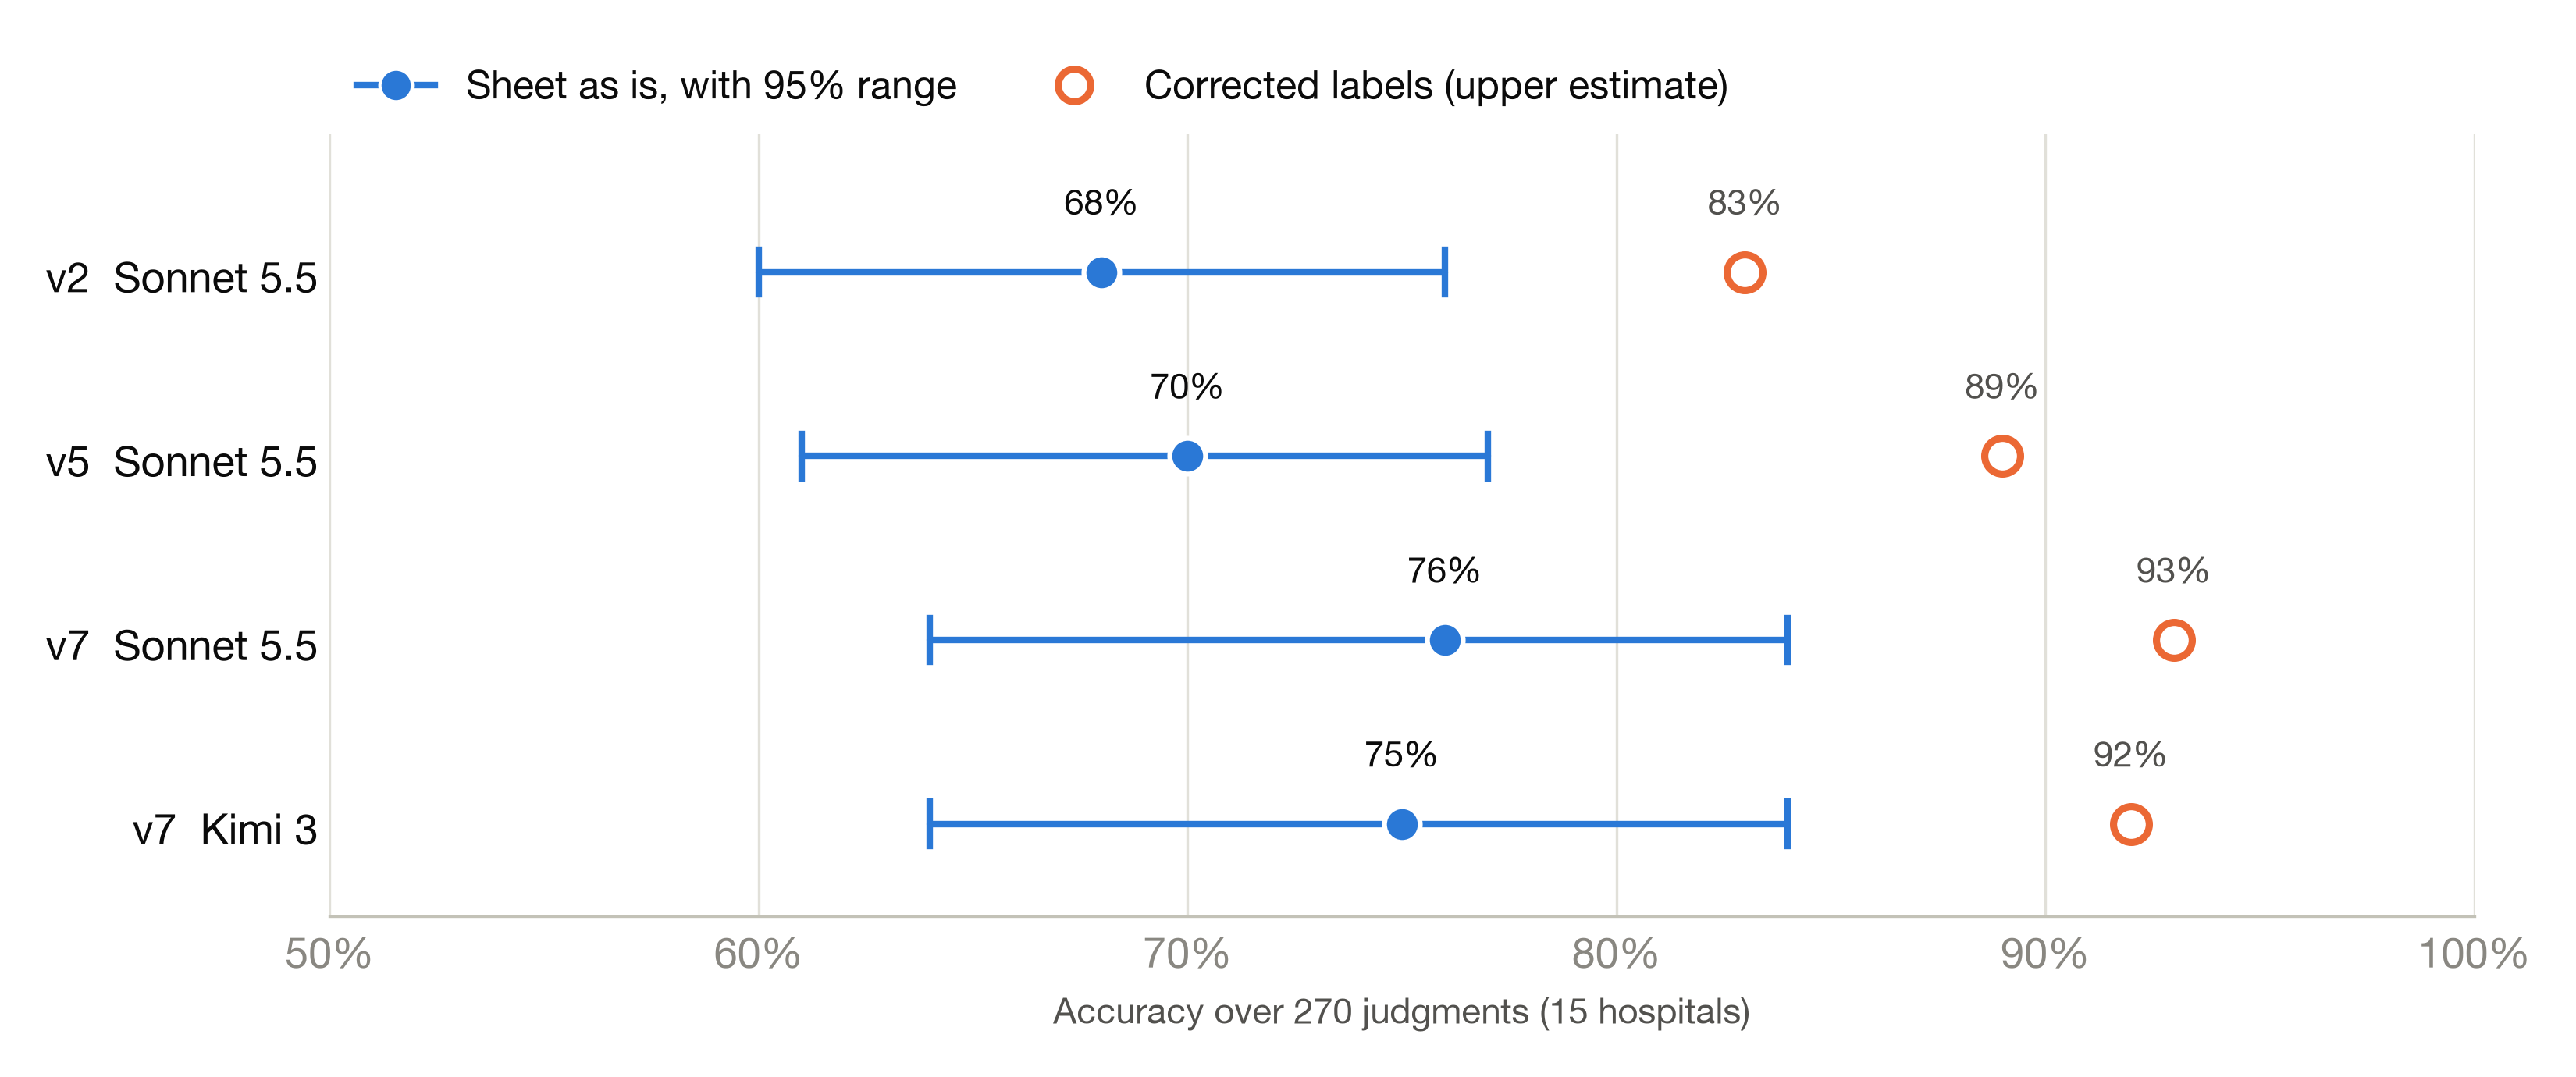 Sheet as is, with 95% range
Corrected labels (upper estimate)
68%
83%
v2 Sonnet 5.5
70%
89%
v5 Sonnet 5.5
76%
93%
v7 Sonnet 5.5
75%
92%
v7 Kimi 3
50%
60%
70%
80%
90%
100%
Accuracy over 270 judgments (15 hospitals)